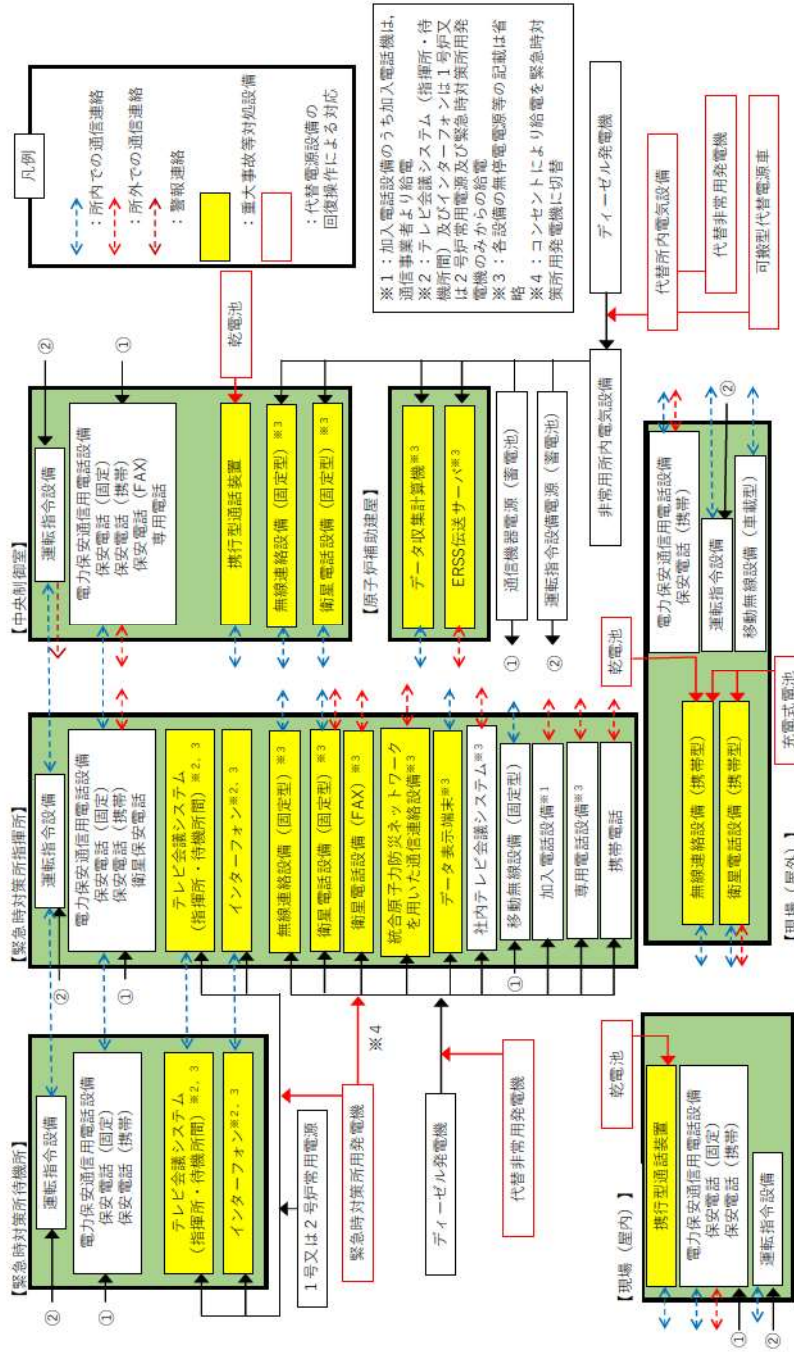 【緊急時対策所待機所】
②
運転指令設備
①
電力保安通信用電話設備
保安電話（固定）
保安電話（携帯）
テレビ会議システム
（指揮所・待機所間）※2, 3
インターフォン※2, 3
【緊急時対策所指揮所】
②
運転指令設備
電力保安通信用電話設備
保安電話（固定）
保安電話（携帯）
衛星保安電話
①
テレビ会議システム
（指揮所・待機所間）※2, 3
インターフォン※2, 3
無線連絡設備（固定型）※3
衛星電話設備（固定型）※3
衛星電話設備（FAX）※3
統合原子力防災ネットワーク
を用いた通信連絡設備※3
データ表示端末※3
社内テレビ会議システム※3
①
移動無線設備（固定型）
加入電話設備※1
専用電話設備※3
携帯電話
【中央制御室】
運転指令設備
②
電力保安通信用電話設備
保安電話（固定）
保安電話（携帯）
保安電話（FAX）
専用電話
①
携行型通話装置
乾電池
無線連絡設備（固定型）※3
衛星電話設備（固定型）※3
【原子炉補助建屋】
データ収集計算機※3
ERSS伝送サーバ※3
①
通信機器電源（蓄電池）
②
運転指令設備電源（蓄電池）
非常用所内電気設備
ディーゼル発電機
代替所内電気設備
代替非常用発電機
可搬型代替電源車
凡例
：所内での通信連絡
：所外での通信連絡
：警報連絡
：重大事故等対処設備
：代替電源設備の
回復操作による対応
※1：加入電話設備のうち加入電話機は，
通信事業者より給電
※2：テレビ会議システム（指揮所・待
機所間）及びインターフォンは1号炉又
は2号炉常用電源及び緊急時対策所用発
電機のみからの給電
※3：各設備の無停電電源等の記載は省
略
※4：コンセントにより給電を緊急時対
策所用発電機に切替
1号又は2号炉常用電源
緊急時対策所用発電機
※4
ディーゼル発電機
代替非常用発電機
【現場（屋内）】
乾電池
携行型通話装置
電力保安通信用電話設備
保安電話（固定）
保安電話（携帯）
①
運転指令設備
②
【現場（屋外）】
乾電池
無線連絡設備（携帯型）
衛星電話設備（携帯型）
充電式電池
電力保安通信用電話設備
保安電話（携帯）
運転指令設備
②
移動無線設備（車載型）